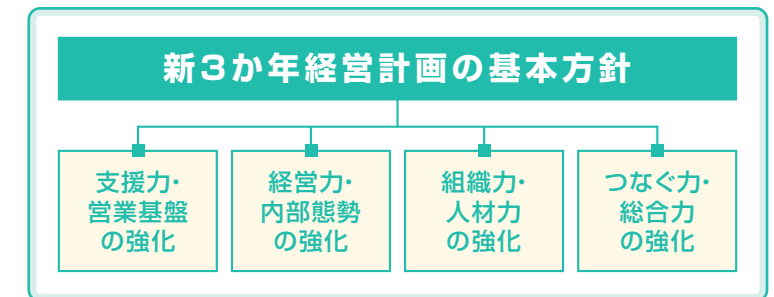 新3か年経営計画の基本方針
支援力・
営業基盤
の強化
経営力・
内部態勢
の強化
組織力・
人材力
の強化
つなぐ力・
総合力
の強化